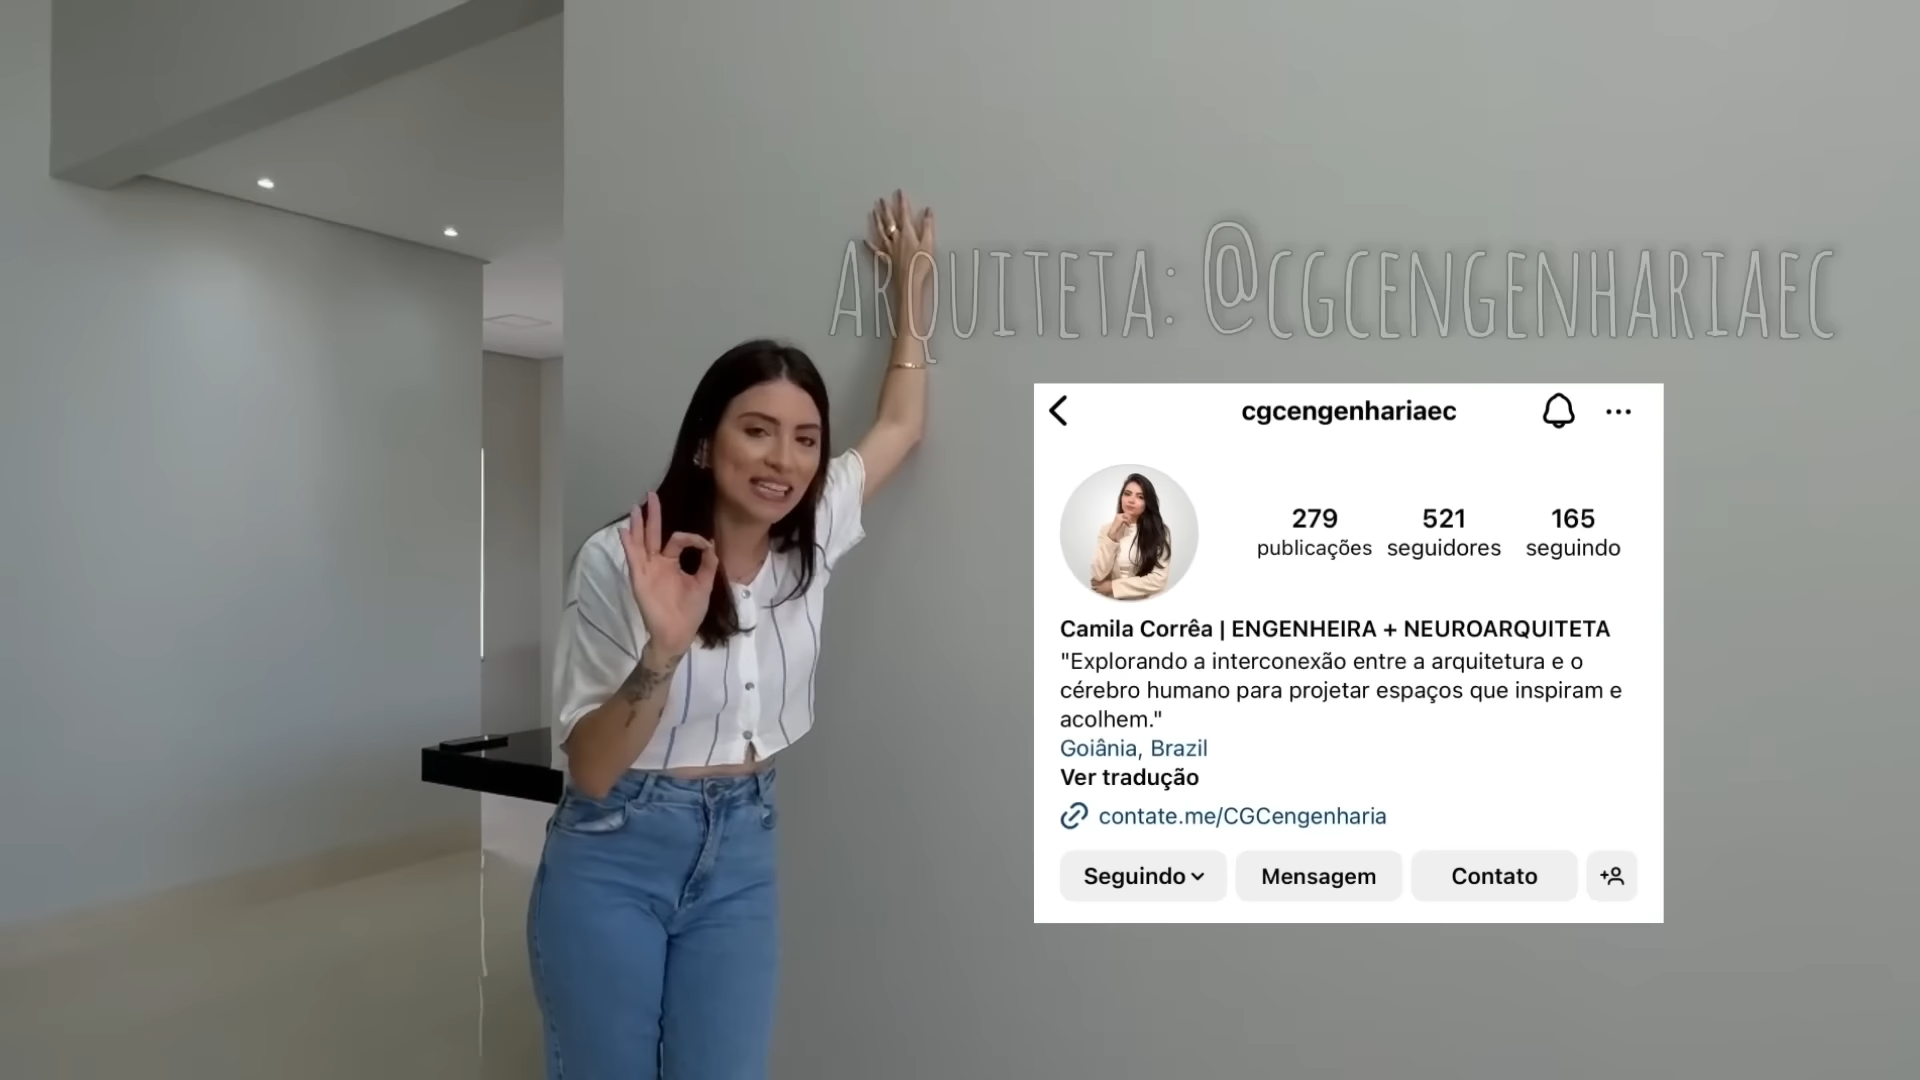 ARQUITETA: @CGCENGENHARIAEC
cgcengenhariaec
279
521
165
publicações
seguidores
seguindo
Camila Corrêa | ENGENHEIRA + NEUROARQUITETA
"Explorando a interconexão entre a arquitetura e o
cérebro humano para projetar espaços que inspiram e
acolhem."
Goiânia, Brazil
Ver tradução
contate.me/CGCengenharia
Seguindo
Mensagem
Contato